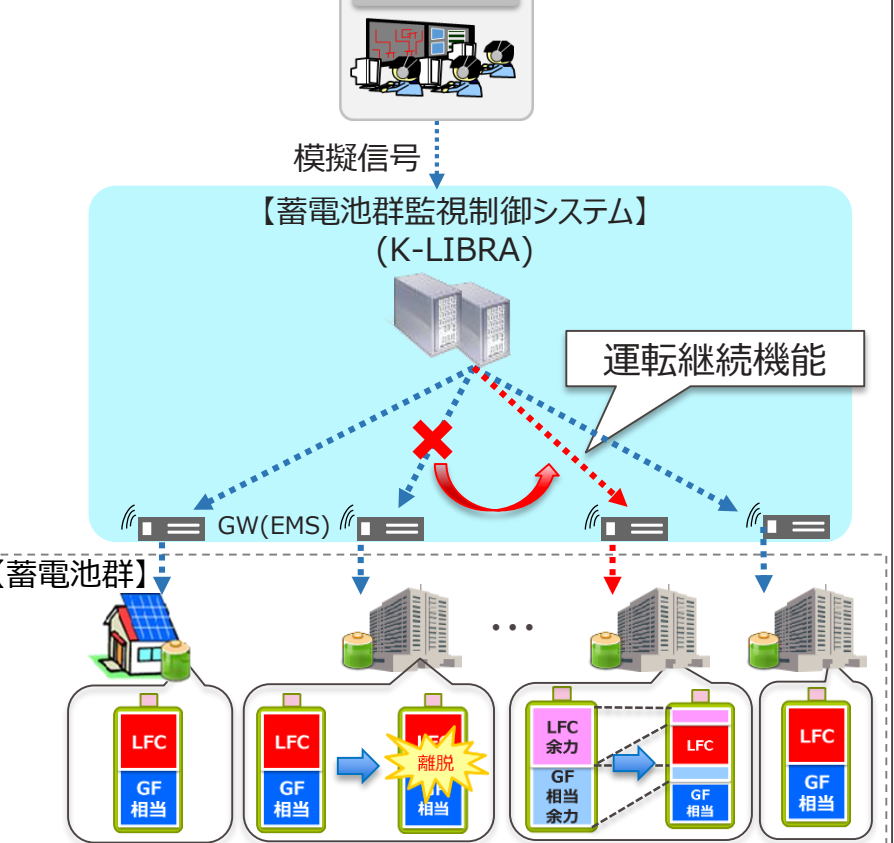 模擬信号
【蓄電池群監視制御システム】
(K-LIBRA)
運転継続機能
GW(EMS)
【蓄電池群】
…
LFC
GF
相当
LFC
GF
相当
離脱
相当
LFC
余力
GF
相当
余力
LFC
GF
相当
LFC
GF
相当